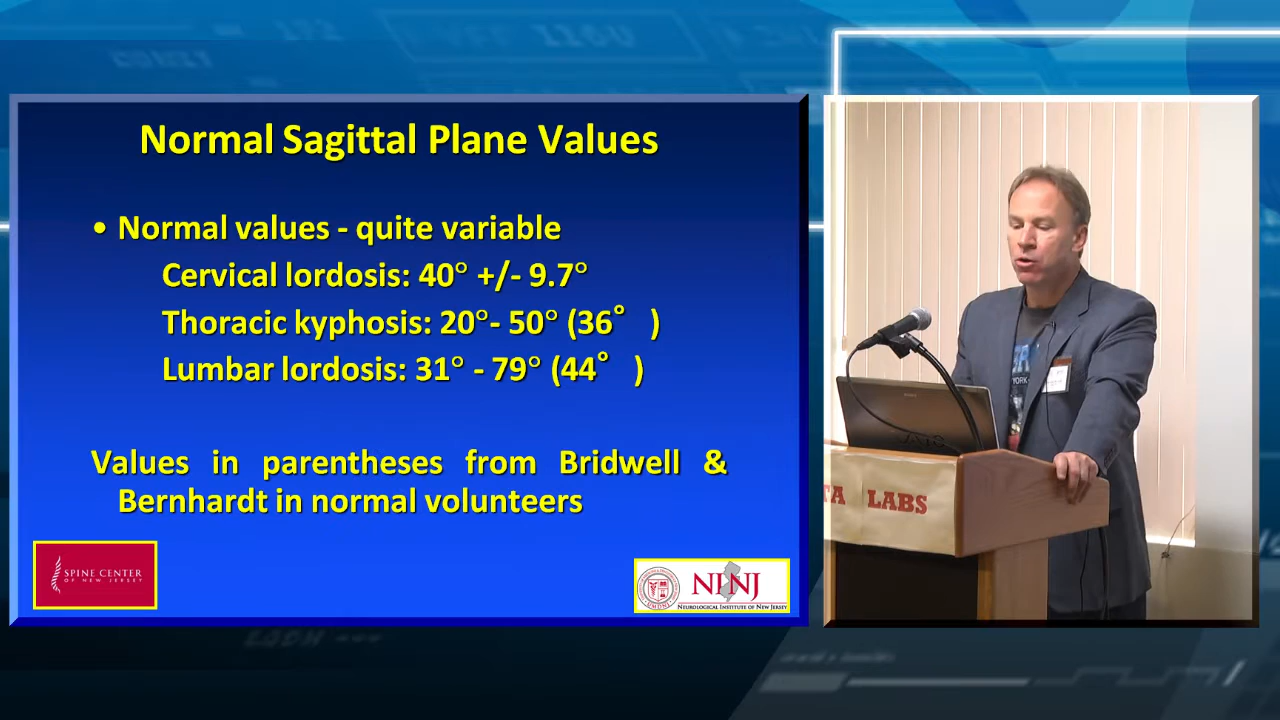 Normal Sagittal Plane Values
• Normal values - quite variable
Cervical lordosis: 40° +/- 9.7°
Thoracic kyphosis: 20°- 50° (36° )
Lumbar lordosis: 31° - 79° (44° )
Values in parentheses from Bridwell &
Bernhardt in normal volunteers
SPINE CENTER
OF NEW JERSEY
NINJ
NEUROLOGICAL INSTITUTE OF NEW JERSEY
YORK
TA LABS